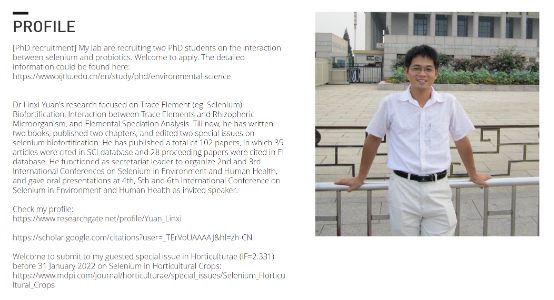 PROFILE
[PhD recruitment] My lab are recruiting two PhD students on the interaction
between selenium and probiotics. Welcome to apply. The detailed
information could be found here:
https://www.xjtlu.edu.cn/en/study/phd/environmental-science
Dr Linxi Yuan's research focused on Trace Element (eg. Selenium)
Biofortification, Interaction between Trace Elements and Rhizopheric
Microorganism, and Elemental Speciation Analysis. Till now, he has written
two books, published two chapters, and edited two special issues on
selenium biofortification. He has published a total of 102 papers, in which 35
articles were cited in SCI database and 28 proceeding papers were cited in EI
database. He functioned as secretariat leader to organize 2nd and 3rd
International Conferences on Selenium in Environment and Human Health,
and gave oral presentations at 4th, 5th and 6th International Conference on
Selenium in Environment and Human Health as invited speaker.
Check my profile:
https://www.researchgate.net/profile/Yuan_Linxi
https://scholar.google.com/citations?user=_TErVoUAAAAJ&hl=zh-CN
Welcome to submit to my guested special issue in Horticulturae (IF=2.331)
before 31 January 2022 on Selenium in Horticultural Crops:
https://www.mdpi.com/journal/horticulturae/special_issues/Selenium_Horticu
ltural_Crops